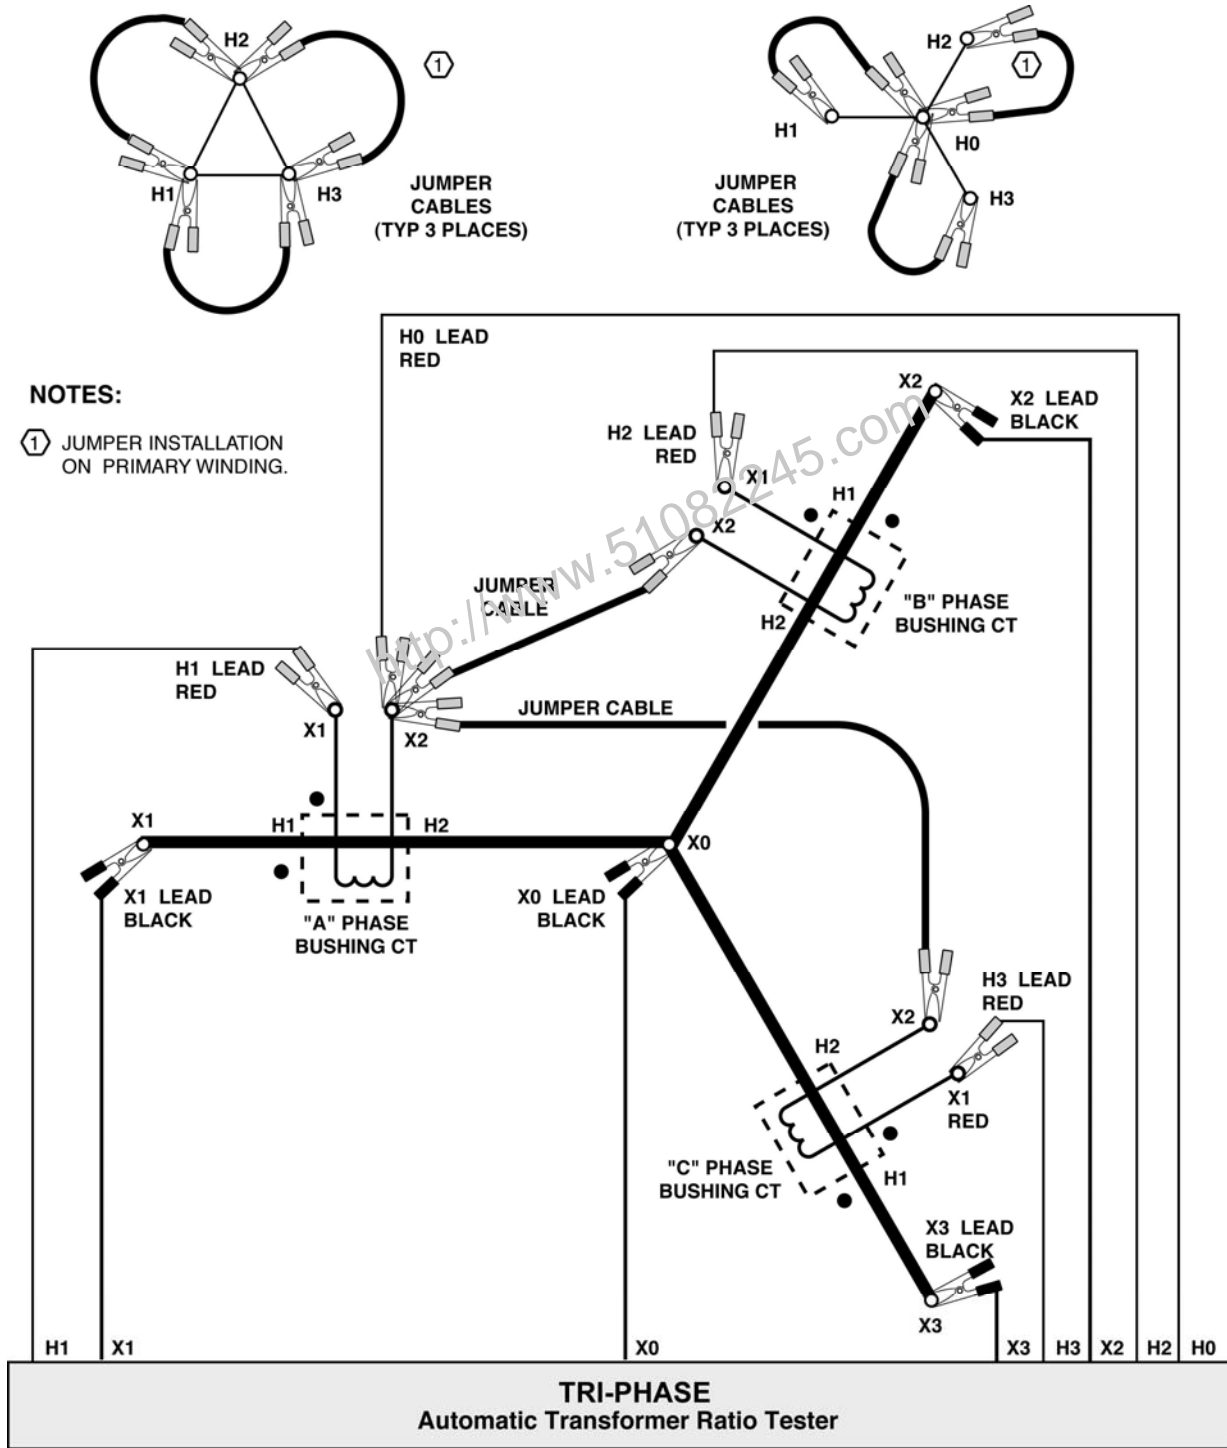 H2
1
H1
H3
JUMPER
CABLES
(TYP 3 PLACES)
H2
1
H1
H0
H3
JUMPER
CABLES
(TYP 3 PLACES)
H0 LEAD
RED
NOTES:
1 JUMPER INSTALLATION
ON PRIMARY WINDING.
H2 LEAD
RED
X2
X2 LEAD
BLACK
X1
H1
X2
http://www.51082245.com
JUMPER
CABLE
H2
"B" PHASE
BUSHING CT
H1 LEAD
RED
X1
X2
JUMPER CABLE
X1
H1
H2
X0
X1 LEAD
BLACK
"A" PHASE
BUSHING CT
X0 LEAD
BLACK
H3 LEAD
RED
X2
H2
X1
RED
"C" PHASE
BUSHING CT
H1
X3 LEAD
BLACK
X3
H1 X1 X0 X3 H3 X2 H2 H0
TRI-PHASE
Automatic Transformer Ratio Tester